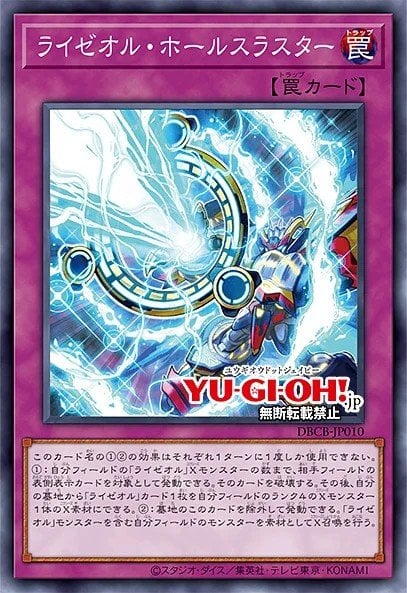 ライゼオル・ホールスラスター
トラップ
罠
トラップ
【罠カード】
ユウギオウドットジェイピー
YU-GI-OH!.jp
無断転載禁止
DBCB-JP010
このカード名の①②の効果はそれぞれ1ターンに1度しか使用できない。
①：自分フィールドの「ライゼオル」Xモンスターの数まで、相手フィールドの
表側表示カードを対象として発動できる。そのカードを破壊する。その後、自分
の墓地から「ライゼオル」カード1枚を自分フィールドのランク4のXモンスター
1体のX素材にできる。②：墓地のこのカードを除外して発動できる。「ライゼ
オル」モンスターを含む自分フィールドのモンスターを素材としてX召喚を行う。
©スタジオ・ダイス／集英社・テレビ東京・KONAMI